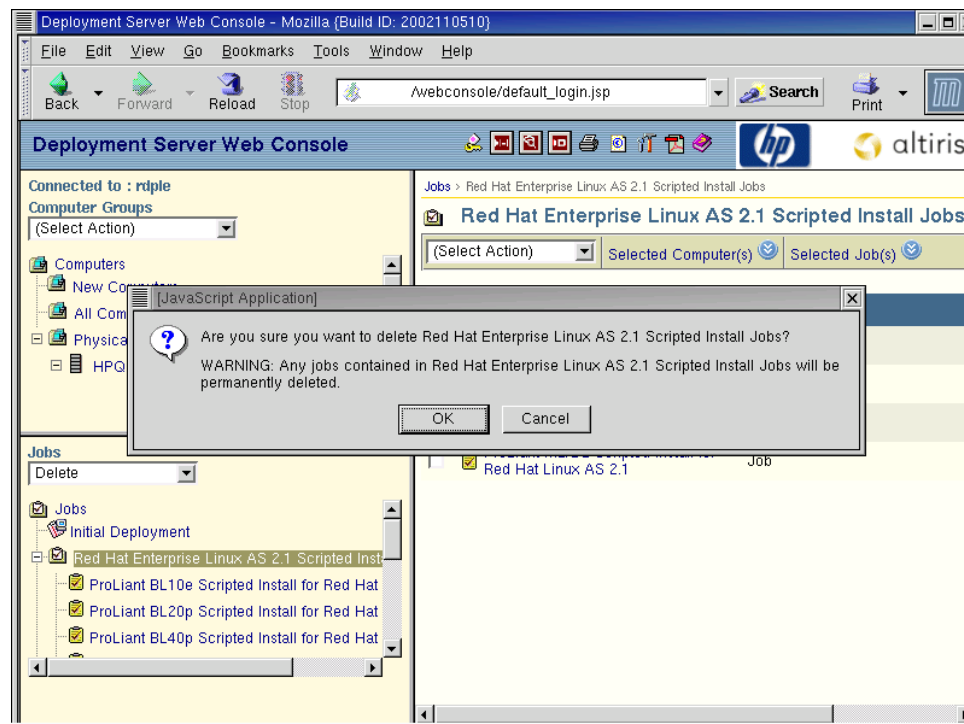 Deployment Server Web Console - Mozilla {Build ID: 2002110510}
File Edit View Go Bookmarks Tools Window Help
Back Forward Reload Stop /webconsole/default_login.jsp Search Print
Deployment Server Web Console
hp
altiris
Connected to : rdple
Computer Groups
(Select Action)
Computers
New
All Com
Physica
HPQ
Jobs > Red Hat Enterprise Linux AS 2.1 Scripted Install Jobs
Red Hat Enterprise Linux AS 2.1 Scripted Install Jobs
(Select Action) Selected Computer(s) Selected Job(s)
[JavaScript Application]
Are you sure you want to delete Red Hat Enterprise Linux AS 2.1 Scripted Install Jobs?
WARNING: Any jobs contained in Red Hat Enterprise Linux AS 2.1 Scripted Install Jobs will be
permanently deleted.
OK Cancel
Red Hat Linux AS 2.1 Job
Jobs
Delete
Jobs
Initial Deployment
Red Hat Enterprise Linux AS 2.1 Scripted Inst
ProLiant BL10e Scripted Install for Red Hat
ProLiant BL20p Scripted Install for Red Hat
ProLiant BL40p Scripted Install for Red Hat